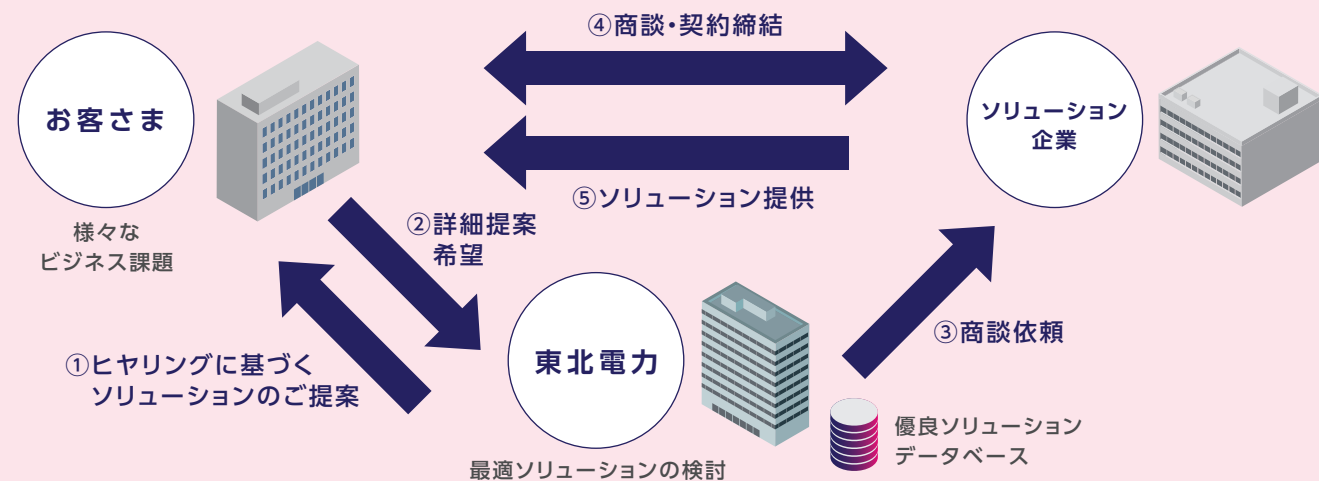 ④商談・契約締結
お客さま
ソリューション
企業
⑤ソリューション提供
様々な
ビジネス課題
②詳細提案
希望
①ヒヤリングに基づく
ソリューションのご提案
東北電力
③商談依頼
優良ソリューション
データベース
最適ソリューションの検討